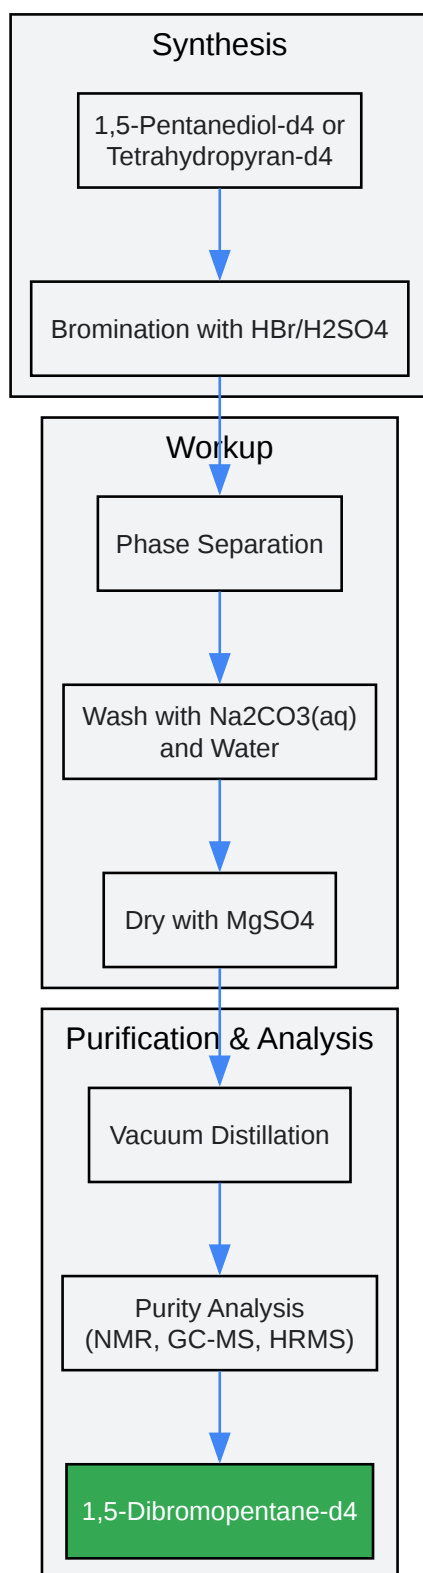 Synthesis
1,5-Pentanediol-d4 or
Tetrahydropyran-d4
Bromination with HBr/H2SO4
Workup
Phase Separation
Wash with Na2CO3(aq)
and Water
Dry with MgSO4
Purification & Analysis
Vacuum Distillation
Purity Analysis
(NMR, GC-MS, HRMS)
1,5-Dibromopentane-d4